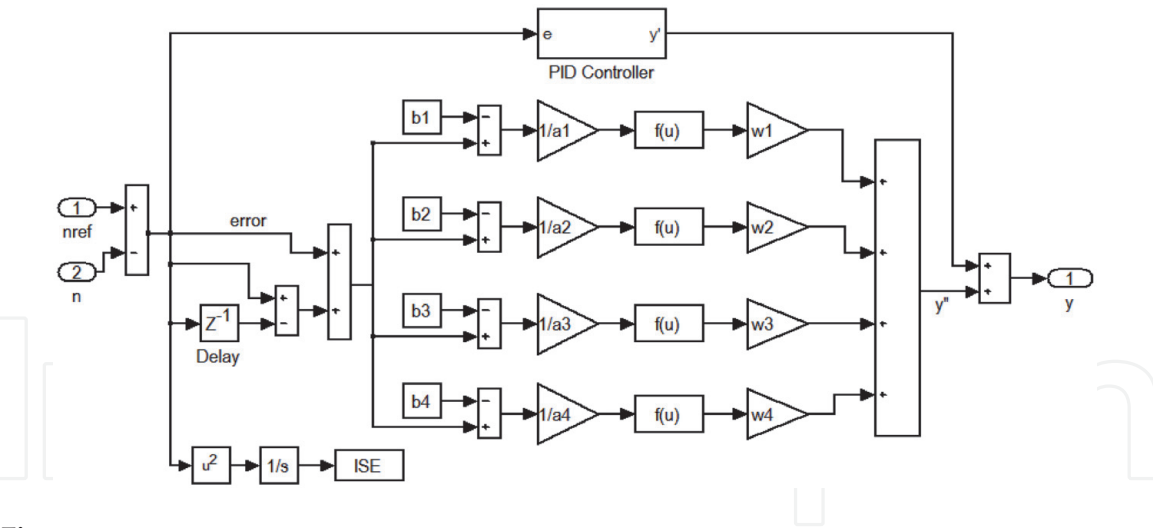 e y'
PID Controller
b1 - + 1/a1 f(u) w1 +
1 nref + error
2 n -
b2 - + 1/a2 f(u) w2 +
+ +
+ -
Z-1
Delay
b3 - + 1/a3 f(u) w3 +
b4 - + 1/a4 f(u) w4 +
y"
+ + 1
y
u2 1/s ISE